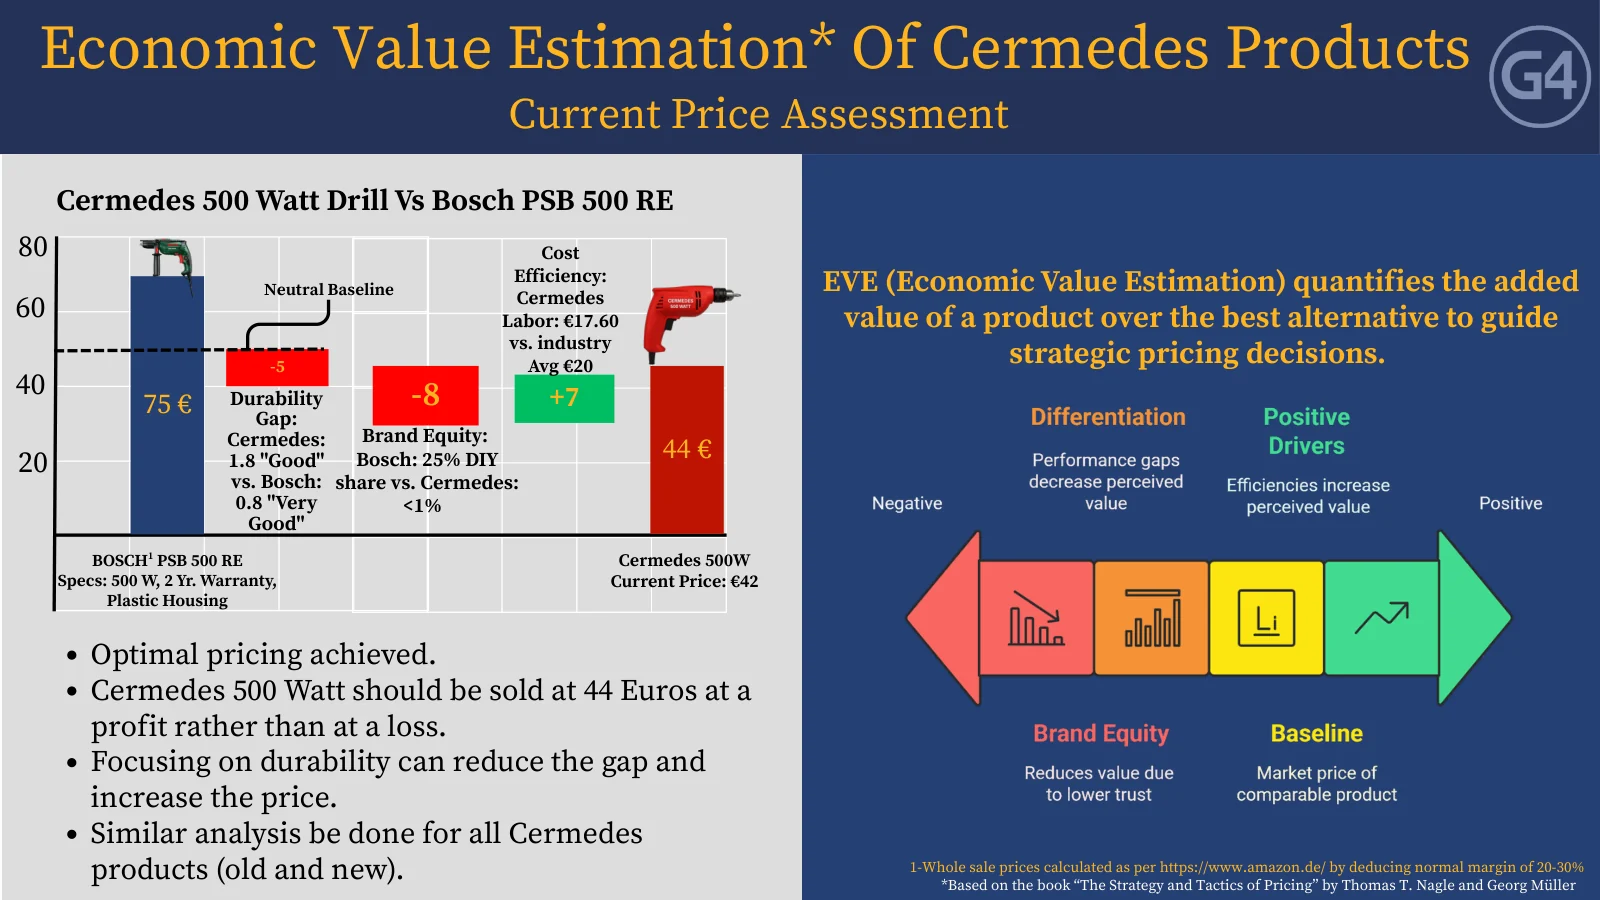 Economic Value Estimation* Of Cermedes Products
G4
Current Price Assessment
Cermedes 500 Watt Drill Vs Bosch PSB 500 RE
80
60
40
20
75 €
Neutral Baseline
-5
Durability
Gap:
Cermedes:
1.8 "Good"
vs. Bosch:
0.8 "Very
Good"
-8
Brand Equity:
Bosch: 25% DIY
share vs. Cermedes:
<1%
Cost
Efficiency:
Cermedes
Labor: €17.60
vs. industry
Avg €20
+7
CERMEDES
500 WATT
44 €
BOSCH¹ PSB 500 RE
Specs: 500 W, 2 Yr. Warranty,
Plastic Housing
Cermedes 500W
Current Price: €42
• Optimal pricing achieved.
• Cermedes 500 Watt should be sold at 44 Euros at a
profit rather than at a loss.
• Focusing on durability can reduce the gap and
increase the price.
• Similar analysis be done for all Cermedes
products (old and new).
EVE (Economic Value Estimation) quantifies the added
value of a product over the best alternative to guide
strategic pricing decisions.
Differentiation
Performance gaps
decrease perceived
value
Positive
Drivers
Efficiencies increase
perceived value
Negative
Positive
Li
Brand Equity
Reduces value due
to lower trust
Baseline
Market price of
comparable product
1-Whole sale prices calculated as per https://www.amazon.de/ by deducing normal margin of 20-30%
*Based on the book “The Strategy and Tactics of Pricing” by Thomas T. Nagle and Georg Müller